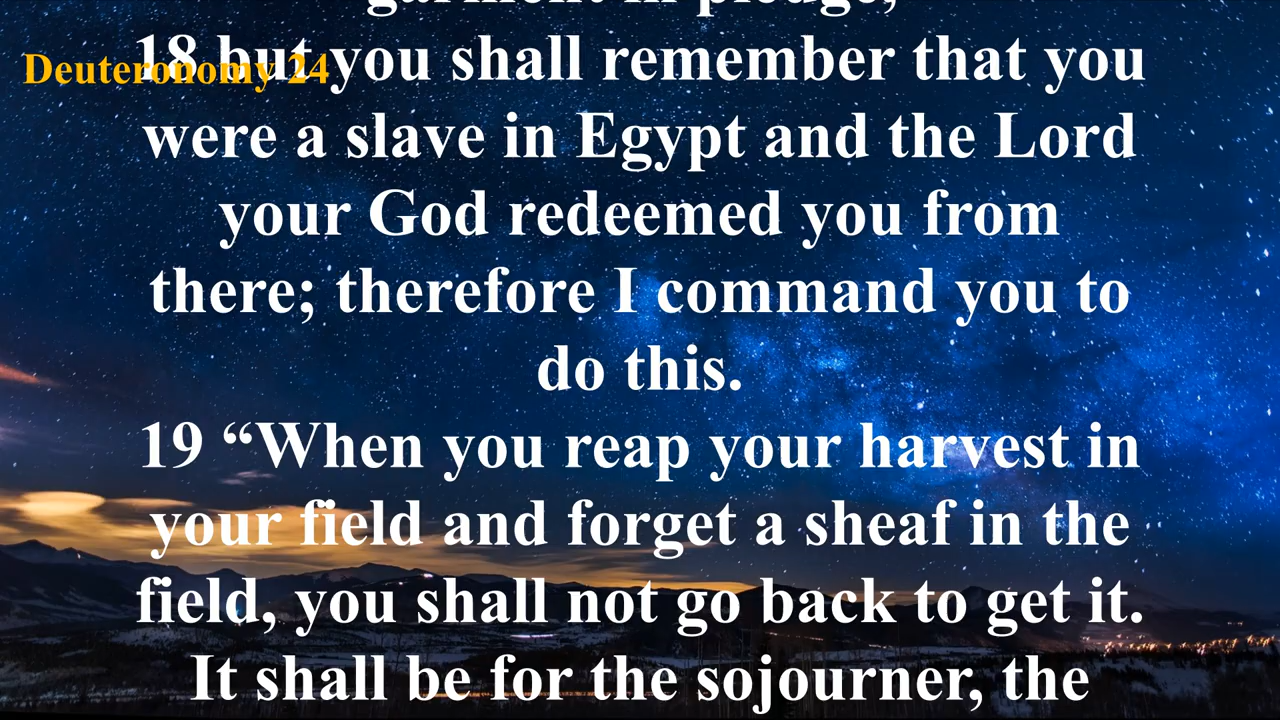 garment in pledge,
Deuteronomy 24
18 but you shall remember that you
were a slave in Egypt and the Lord
your God redeemed you from
there; therefore I command you to
do this.
19 “When you reap your harvest in
your field and forget a sheaf in the
field, you shall not go back to get it.
It shall be for the sojourner, the